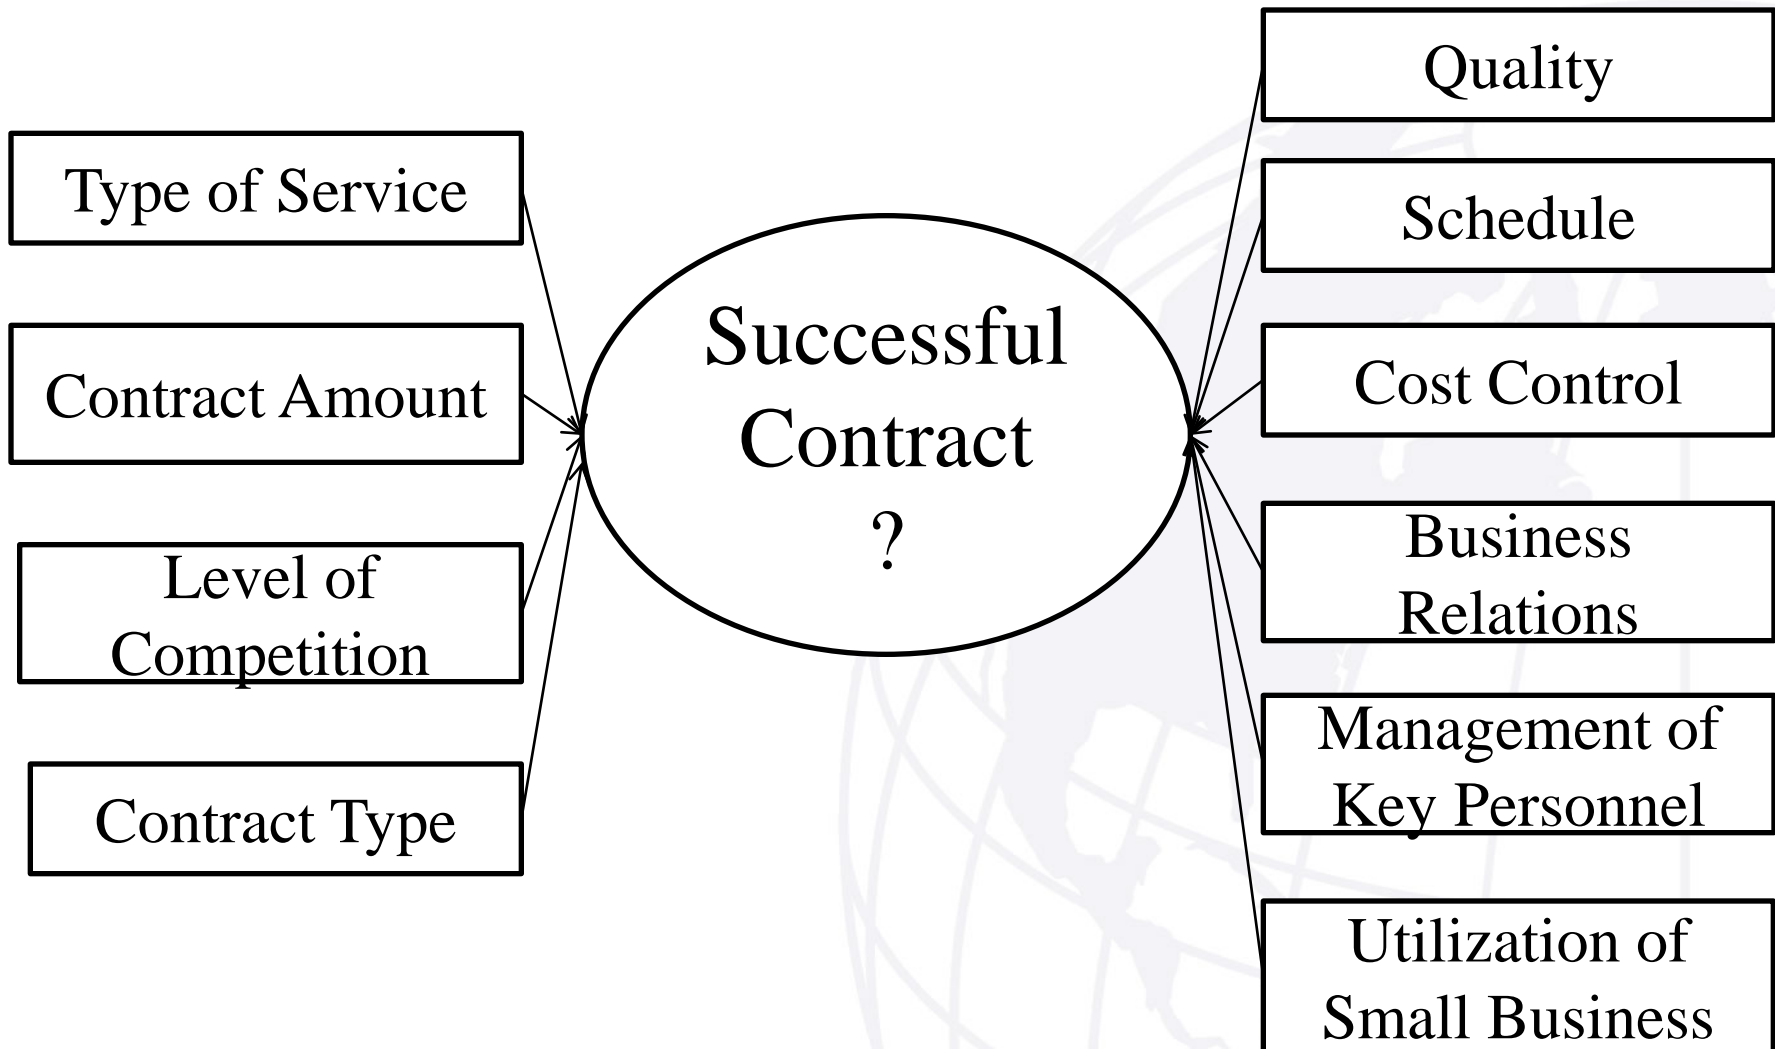 Type of Service
Contract Amount
Level of
Competition
Contract Type
Successful
Contract
?
Quality
Schedule
Cost Control
Business
Relations
Management of
Key Personnel
Utilization of
Small Business